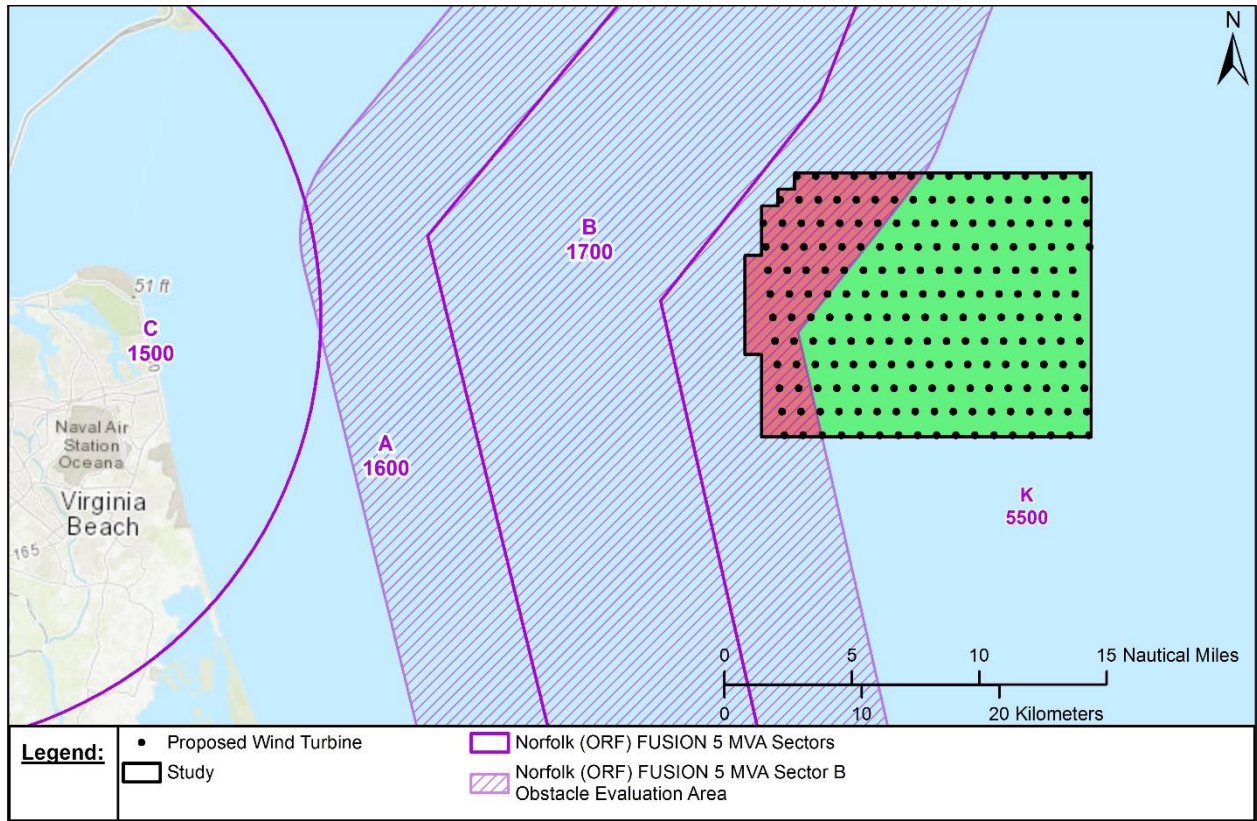 N
B
1700
51 ft
C
1500
Naval Air
Station
Oceana
A
1600
Virginia
Beach
K
5500
165
0 5 10 15 Nautical Miles
0 10 20 Kilometers
Legend:
Proposed Wind Turbine
Study
Norfolk (ORF) FUSION 5 MVA Sectors
Norfolk (ORF) FUSION 5 MVA Sector B
Obstacle Evaluation Area